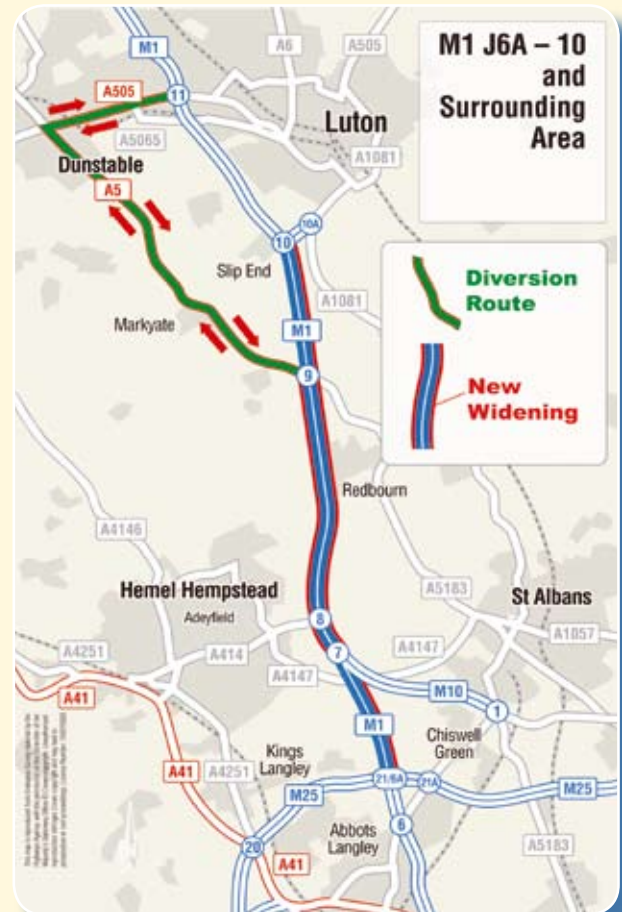 M1 J6A – 10
and
Surrounding
Area
Diversion
Route
New
Widening
M1
A6
A505
A505
11
A5065
Luton
Dunstable
A1081
A5
10A
10
Slip End
A1081
Markyate
M1
9
Redbourn
A4146
Hemel Hempstead
Adeyfield
A5183
St Albans
8
A1057
A4251
A414
7
A4147
A4147
A41
M10
1
M1
Chiswell
Green
Kings
Langley
A41
A4251
21/6A
21A
M25
M25
6
Abbots
Langley
20
A41
A5183